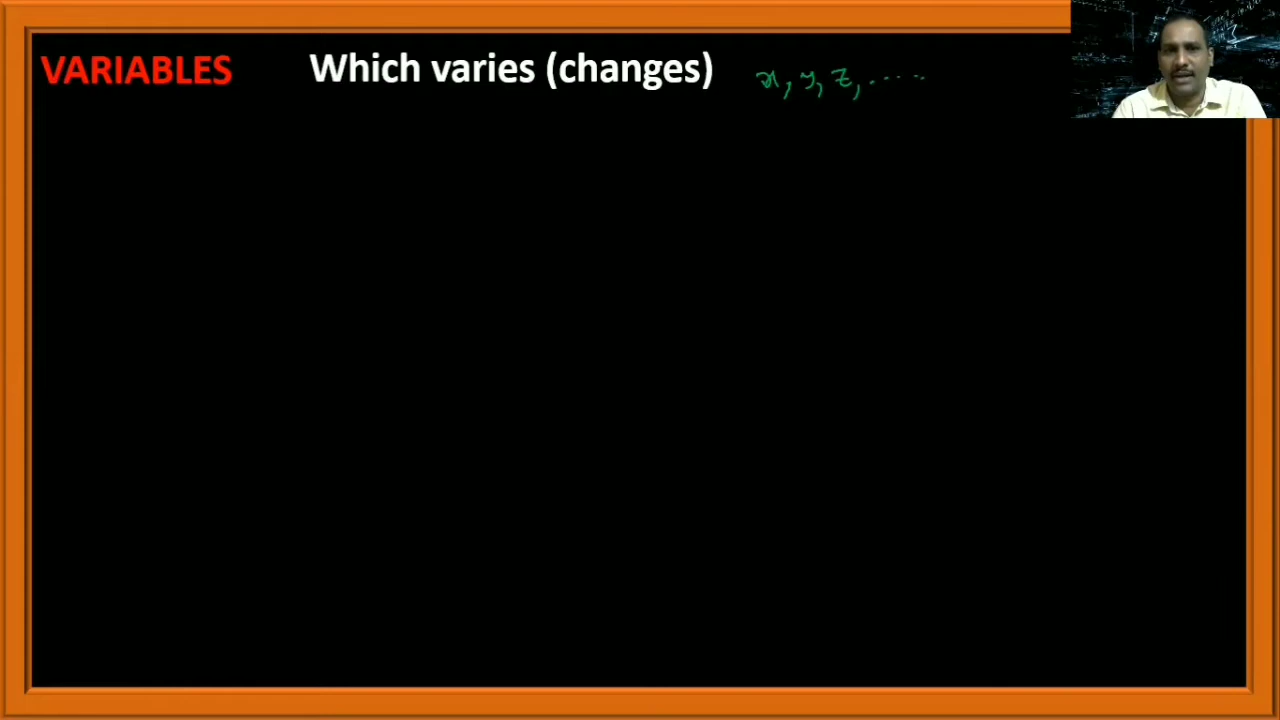 VARIABLES Which varies (changes) x, y, z, .....